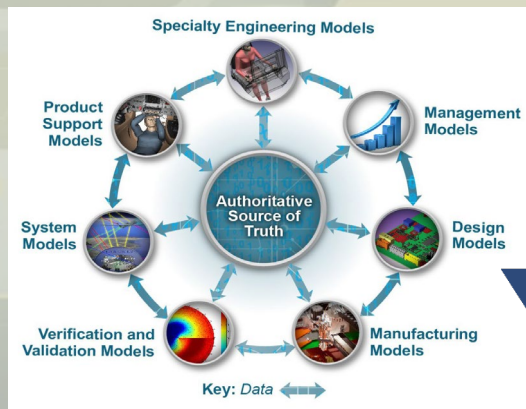 Specialty Engineering Models
Product
Support
Models
Management
Models
Authoritative
Source of
Truth
System
Models
Design
Models
Verification and
Validation Models
Manufacturing
Models
Key: Data